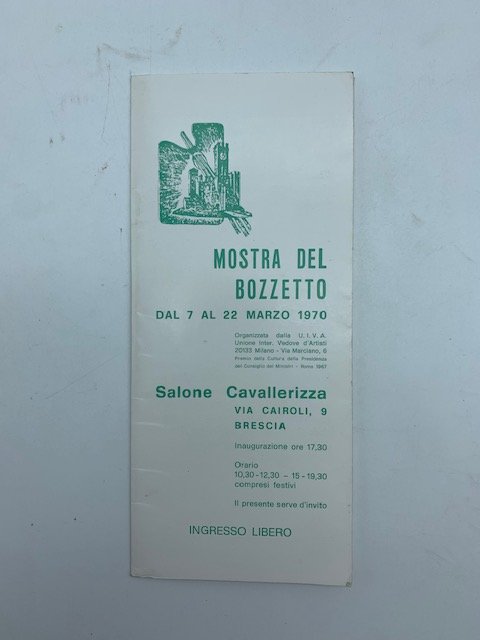 MOSTRA DEL
BOZZETTO
DAL 7 AL 22 MARZO 1970
Organizzata dalla U.I.V.A.
Unione Inter. Vedove d'Artisti
20133 Milano - Via Marciano, 6
Premio della Cultura della Presidenza
del Consiglio dei Ministri - Roma 1967
Salone Cavallerizza
VIA CAIROLI, 9
BRESCIA
Inaugurazione ore 17,30
Orario
10,30-12,30 – 15-19,30
compresi festivi
Il presente serve d'invito
INGRESSO LIBERO